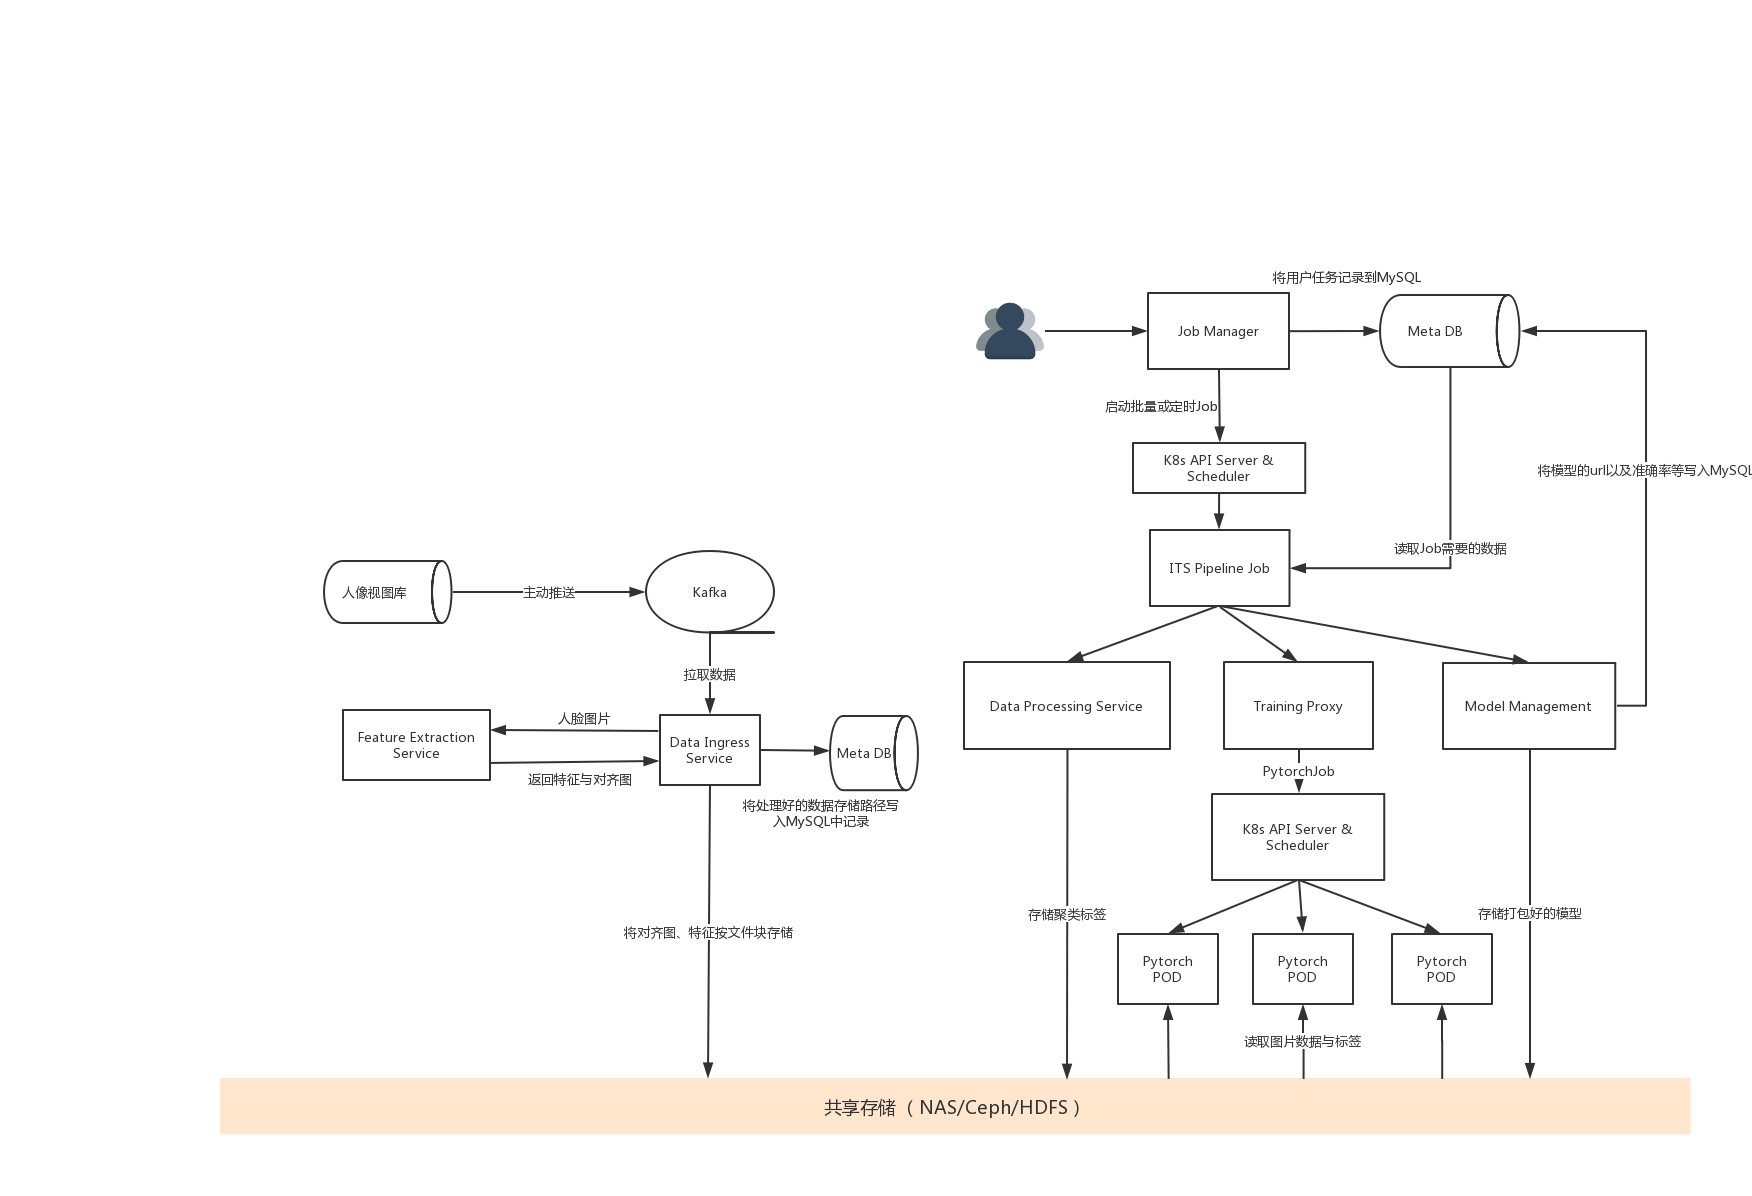 将用户任务记录到MySQL
Job Manager
Meta DB
启动批量或定时Job
K8s API Server &
Scheduler
将模型的url以及准确率等写入MySQL
读取Job需要的数据
ITS Pipeline Job
人像视图库
主动推送
Kafka
拉取数据
Data Processing Service
Training Proxy
Model Management
人脸图片
Feature Extraction
Service
Data Ingress
Service
Meta DB
返回特征与对齐图
将处理好的数据存储路径写
入MySQL中记录
PytorchJob
K8s API Server &
Scheduler
存储聚类标签
存储打包好的模型
将对齐图、特征按文件块存储
Pytorch
POD
Pytorch
POD
Pytorch
POD
读取图片数据与标签
共享存储（NAS/Ceph/HDFS）